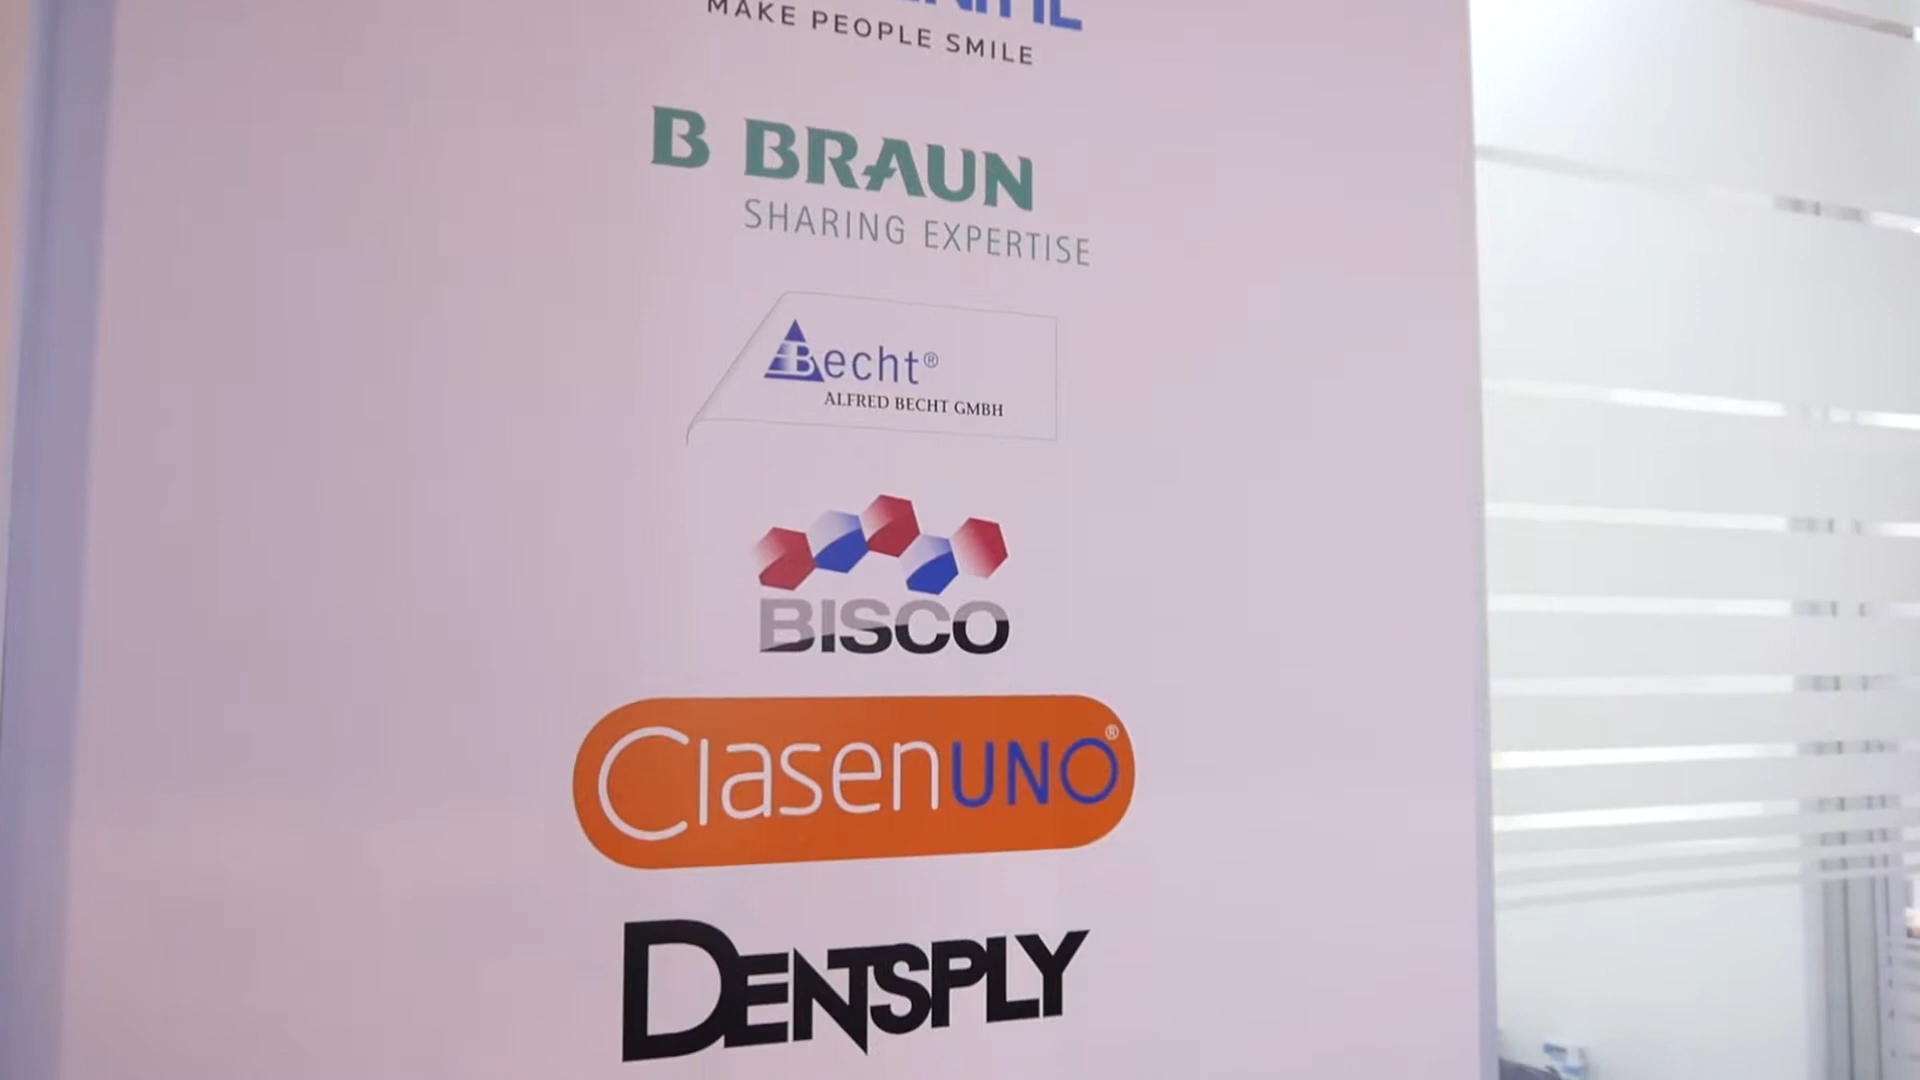 MAKE PEOPLE SMILE
B BRAUN
SHARING EXPERTISE
Becht®
ALFRED BECHT GMBH
BISCO
ClasenUNO®
DENTSPLY